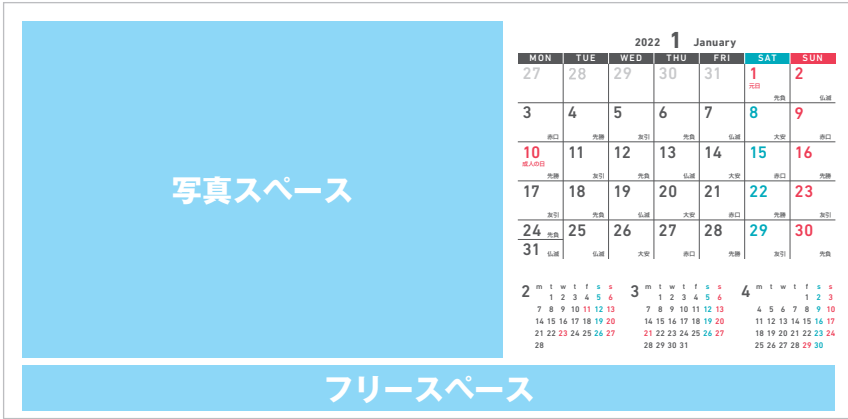 写真スペース
2022 1 January
MON TUE WED THU FRI SAT SUN
27 28 29 30 31 1 2
元日
先負 仏滅
3 4 5 6 7 8 9
赤口 先勝 友引 先負 仏滅 大安 赤口
10 11 12 13 14 15 16
成人の日
先勝 友引 先負 仏滅 大安 赤口 先勝
17 18 19 20 21 22 23
友引 先負 仏滅 大安 赤口 先勝 友引
24 先負 25 26 27 28 29 30
31 仏滅 仏滅 大安 赤口 先勝 友引 先負
2 m t w t f s s
1 2 3 4 5 6
7 8 9 10 11 12 13
14 15 16 17 18 19 20
21 22 23 24 25 26 27
28
3 m t w t f s s
1 2 3 4 5 6
7 8 9 10 11 12 13
14 15 16 17 18 19 20
21 22 23 24 25 26 27
28 29 30 31
4 m t w t f s s
1 2 3
4 5 6 7 8 9 10
11 12 13 14 15 16 17
18 19 20 21 22 23 24
25 26 27 28 29 30
フリースペース